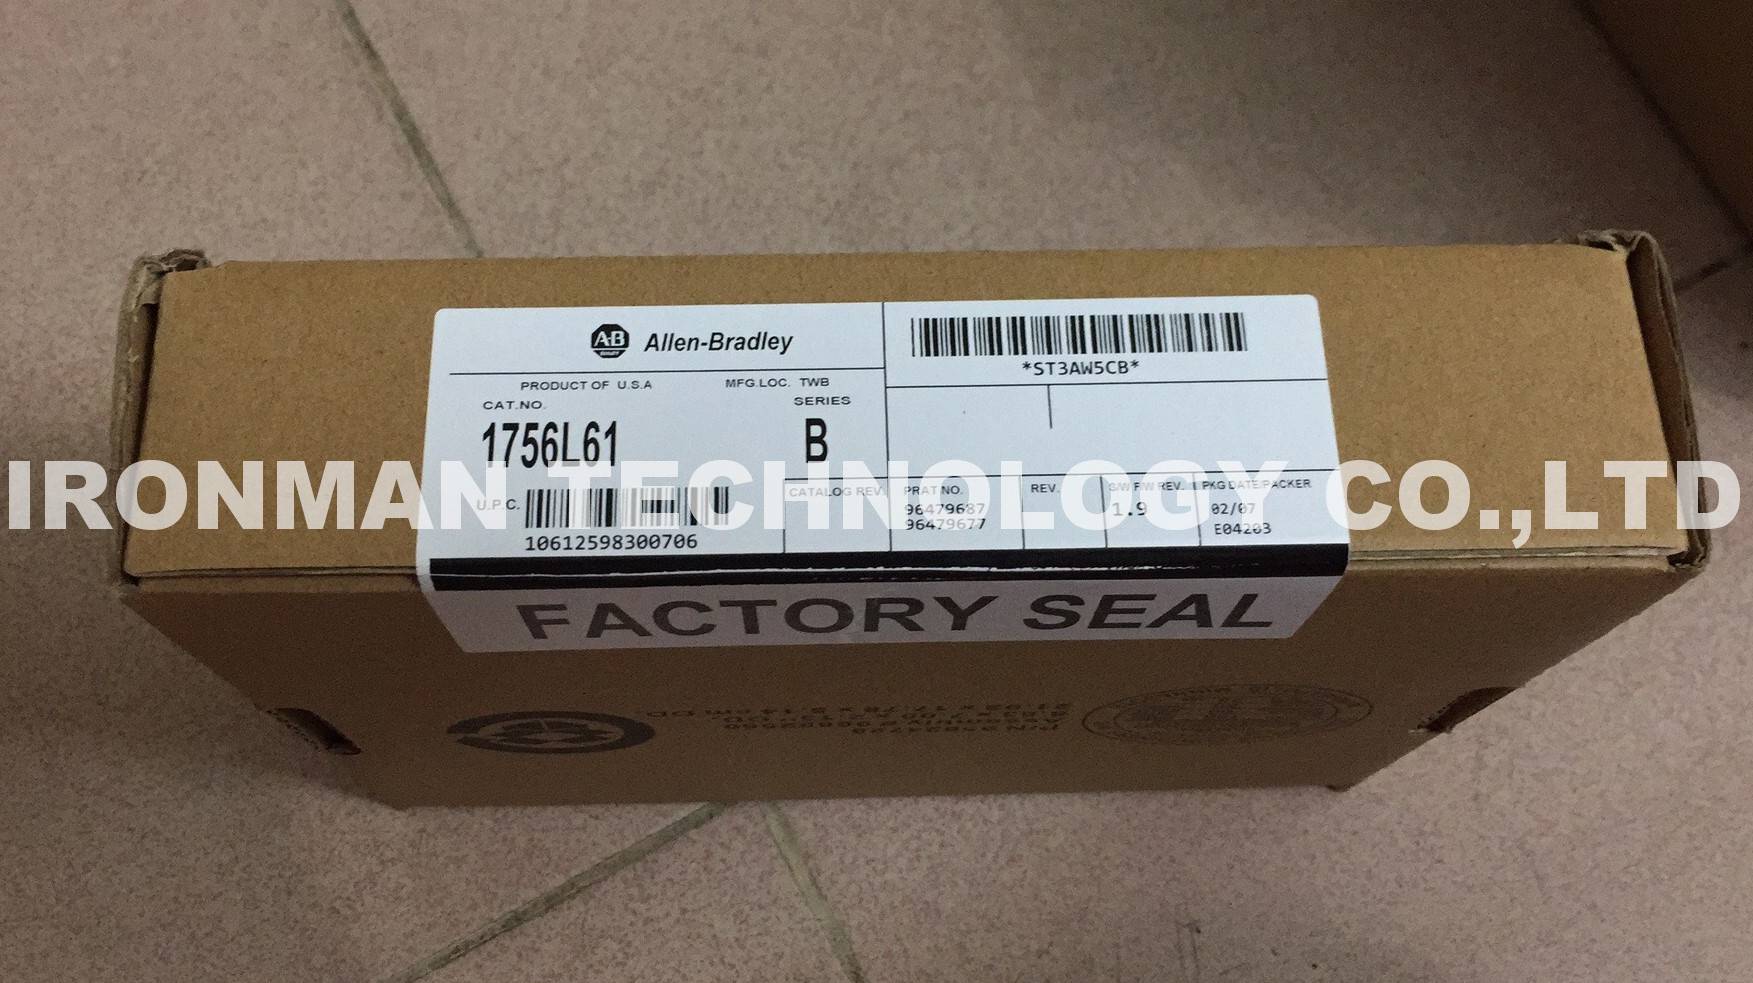 A-B
Allen-Bradley
*ST3AW5CB*
PRODUCT OF U.S.A
MFG.LOC. TWB
CAT.NO.
SERIES
1756L61
B
IRONMAN TECHNOLOGY CO.,LTD
U.P.C.
10612598300706
CATALOG REV.
PRAT NO.
96479687
96479677
REV.
S/W F/W REV.
1.9
PKG DATE/PACKER
02/07
E04203
FACTORY SEAL